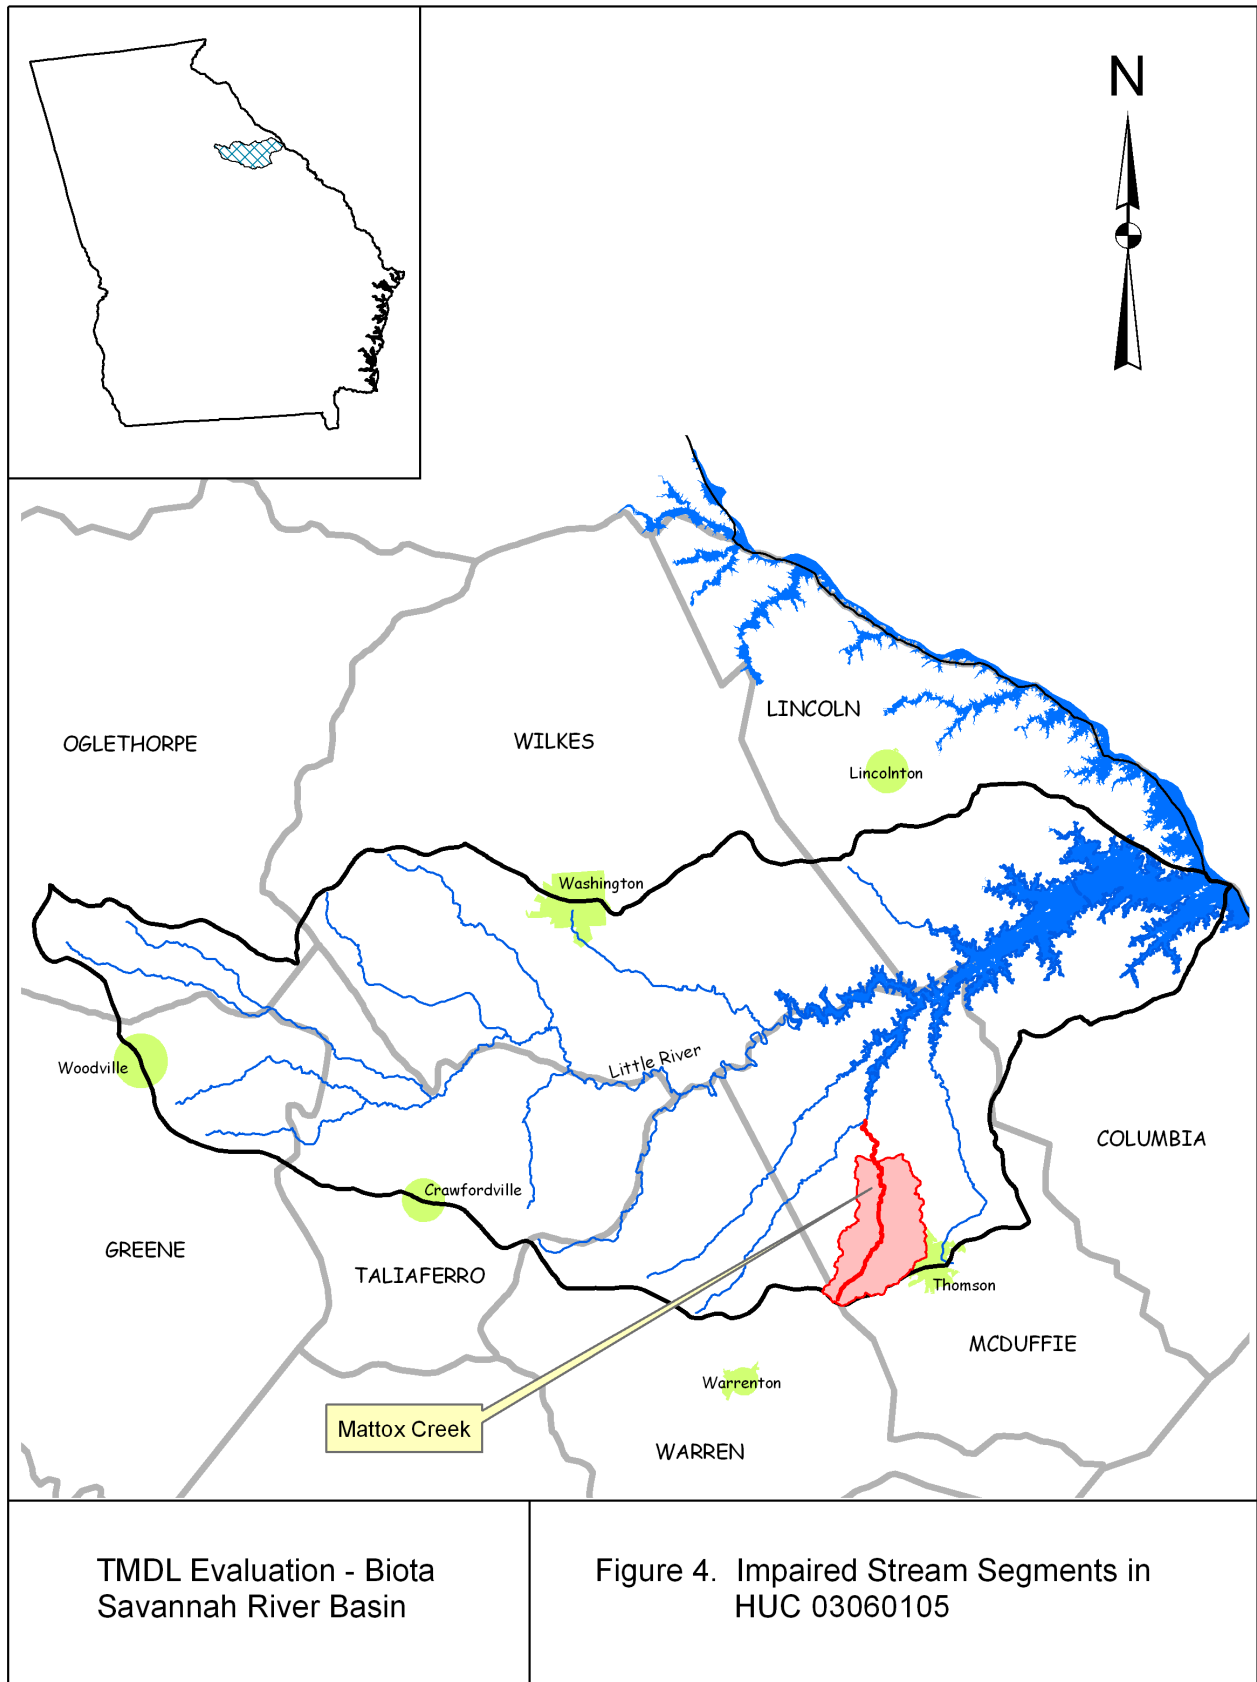 N
OGLETHORPE
WILKES
LINCOLN
Lincolnton
Washington
Woodville
Little River
COLUMBIA
Crawfordville
GREENE
TALIAFERRO
Thomson
MCDUFFIE
Warrenton
Mattox Creek
WARREN
TMDL Evaluation - Biota
Savannah River Basin
Figure 4. Impaired Stream Segments in
HUC 03060105